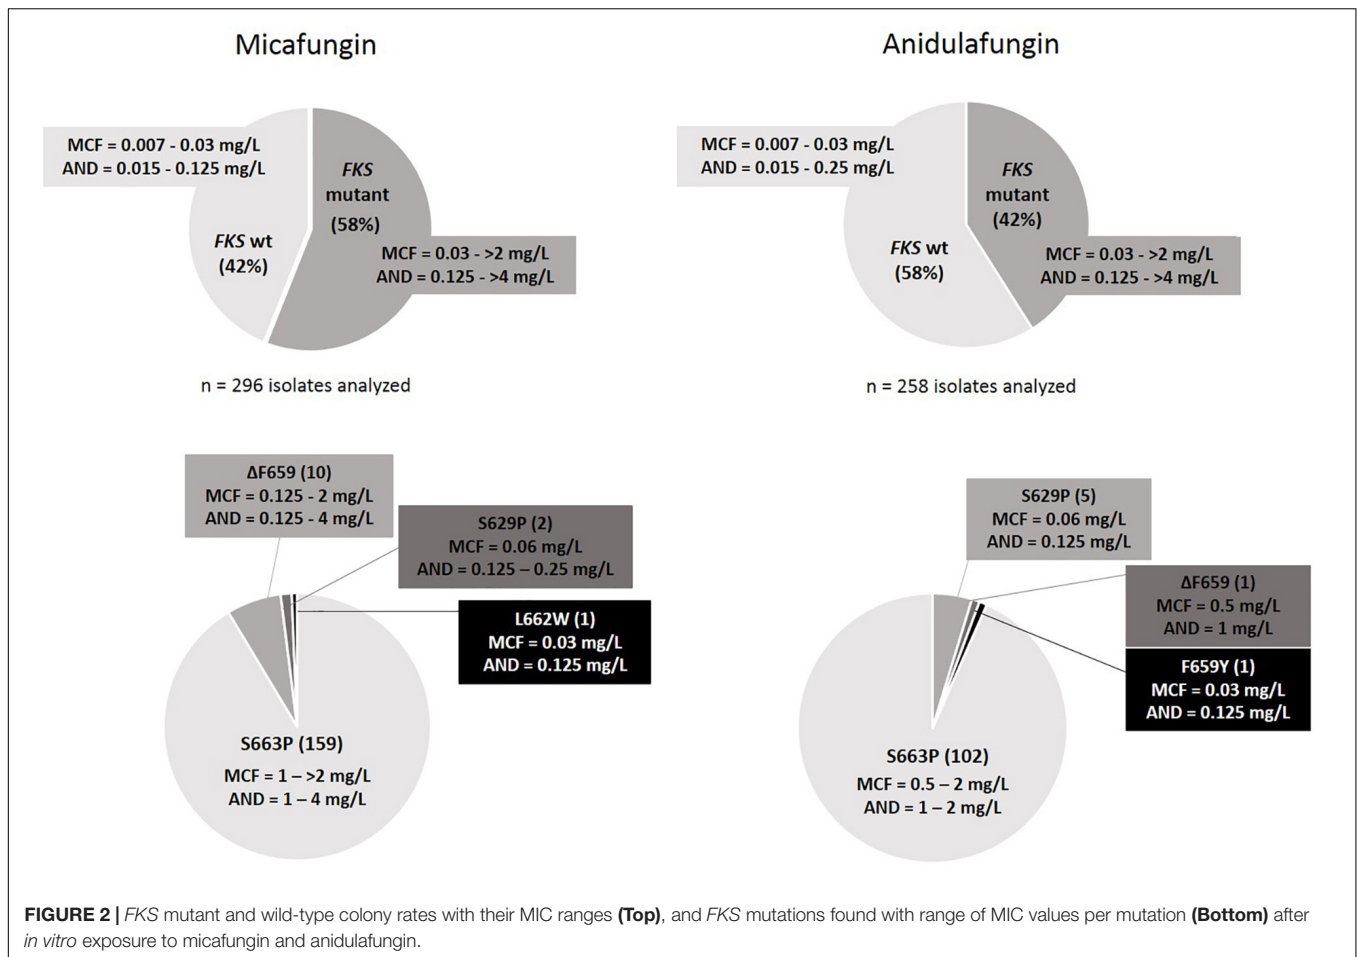 Micafungin
MCF = 0.007 - 0.03 mg/L
AND = 0.015 - 0.125 mg/L
FKS
mutant
(58%)
FKS wt
(42%)
MCF = 0.03 - >2 mg/L
AND = 0.125 - >4 mg/L
n = 296 isolates analyzed
Anidulafungin
MCF = 0.007 - 0.03 mg/L
AND = 0.015 - 0.25 mg/L
FKS
mutant
(42%)
FKS wt
(58%)
MCF = 0.03 - >2 mg/L
AND = 0.125 - >4 mg/L
n = 258 isolates analyzed
ΔF659 (10)
MCF = 0.125 - 2 mg/L
AND = 0.125 - 4 mg/L
S629P (2)
MCF = 0.06 mg/L
AND = 0.125 – 0.25 mg/L
L662W (1)
MCF = 0.03 mg/L
AND = 0.125 mg/L
S663P (159)
MCF = 1 – >2 mg/L
AND = 1 – 4 mg/L
S629P (5)
MCF = 0.06 mg/L
AND = 0.125 mg/L
ΔF659 (1)
MCF = 0.5 mg/L
AND = 1 mg/L
F659Y (1)
MCF = 0.03 mg/L
AND = 0.125 mg/L
S663P (102)
MCF = 0.5 – 2 mg/L
AND = 1 – 2 mg/L
FIGURE 2 | FKS mutant and wild-type colony rates with their MIC ranges (Top), and FKS mutations found with range of MIC values per mutation (Bottom) after
in vitro exposure to micafungin and anidulafungin.